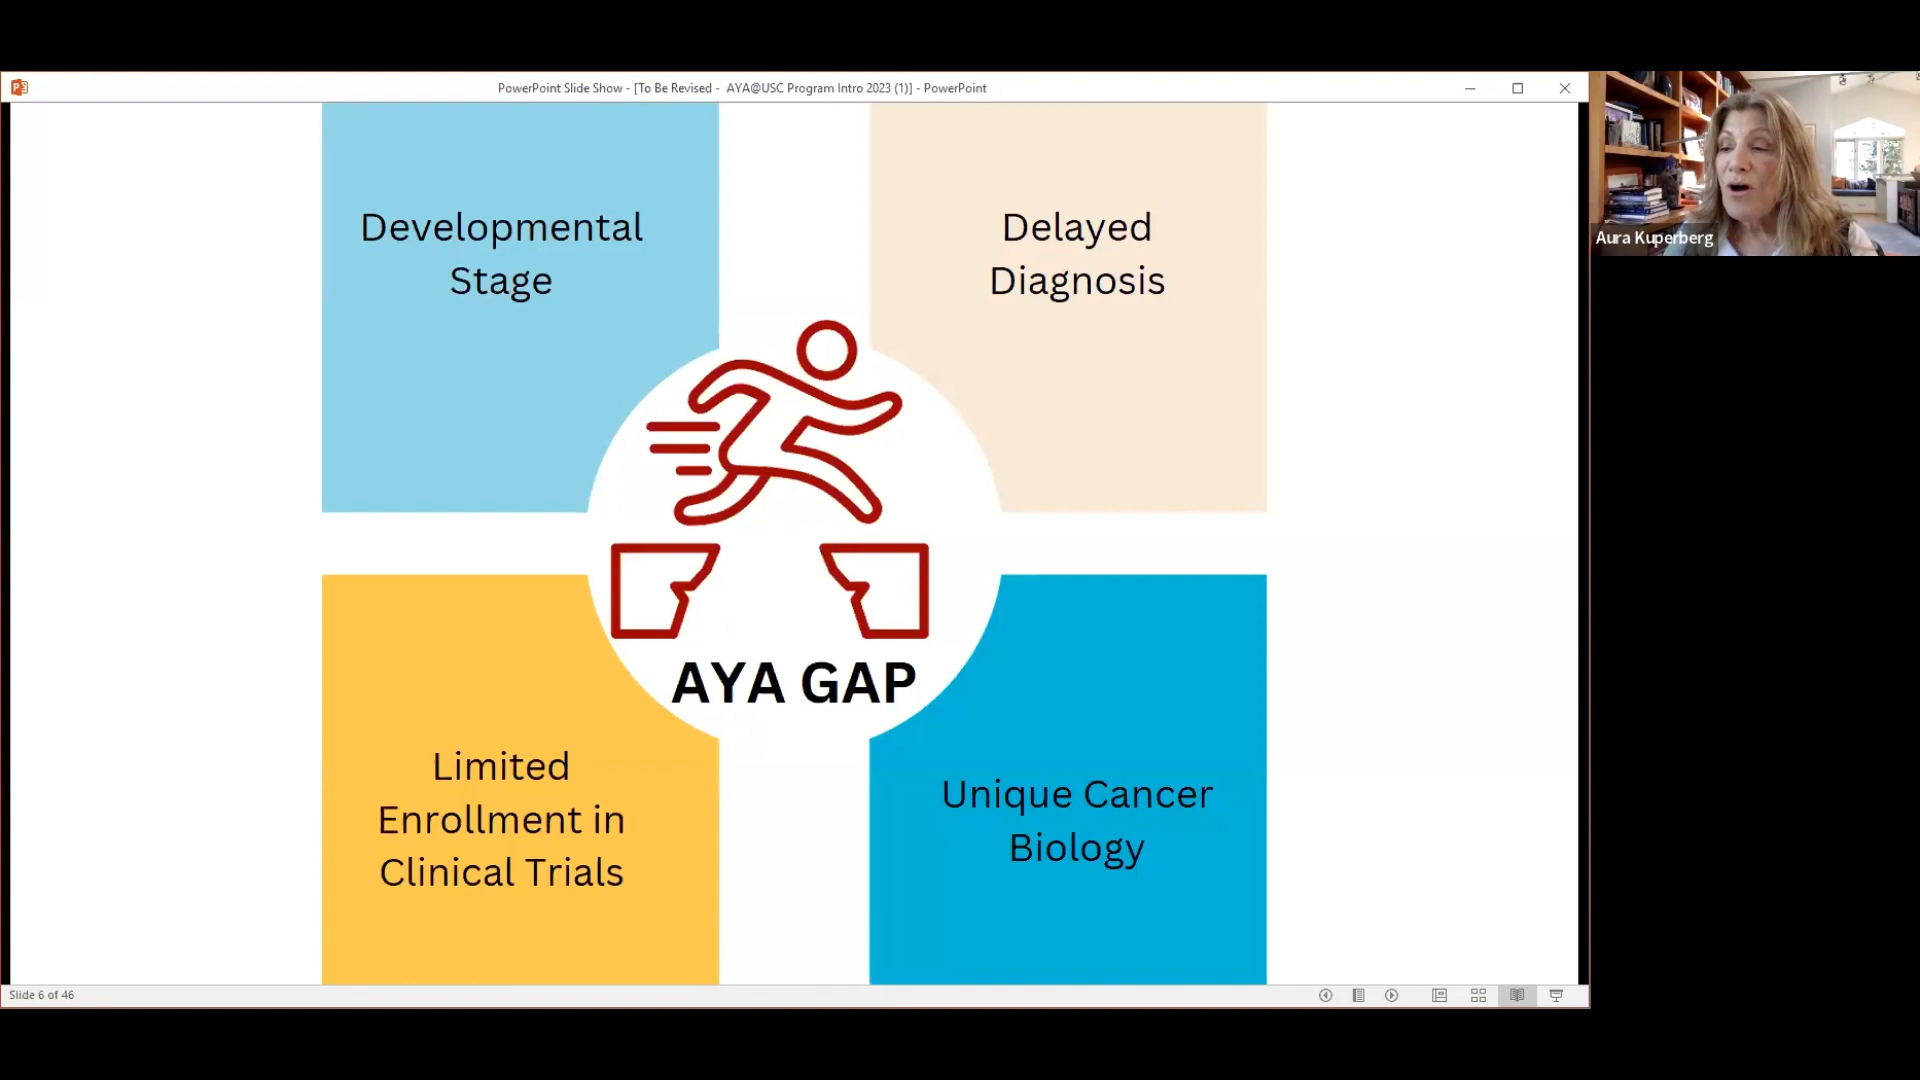 PowerPoint Slide Show - [To Be Revised - AYA@USC Program Intro 2023 (1)] - PowerPoint
Developmental
Stage
Delayed
Diagnosis
AYA GAP
Limited
Enrollment in
Clinical Trials
Unique Cancer
Biology
Aura Kuperberg
Slide 6 of 46